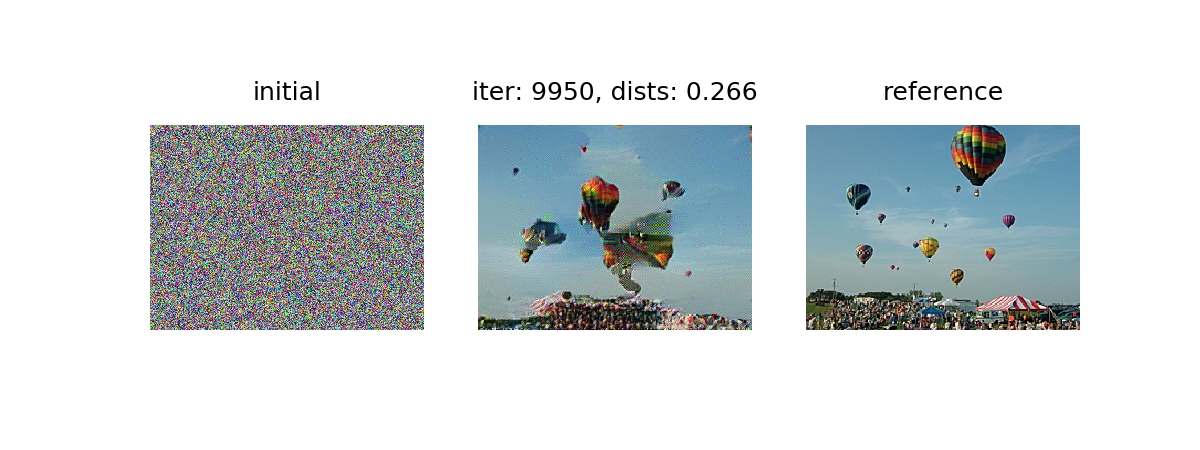 initial
iter: 9950, dists: 0.266
reference